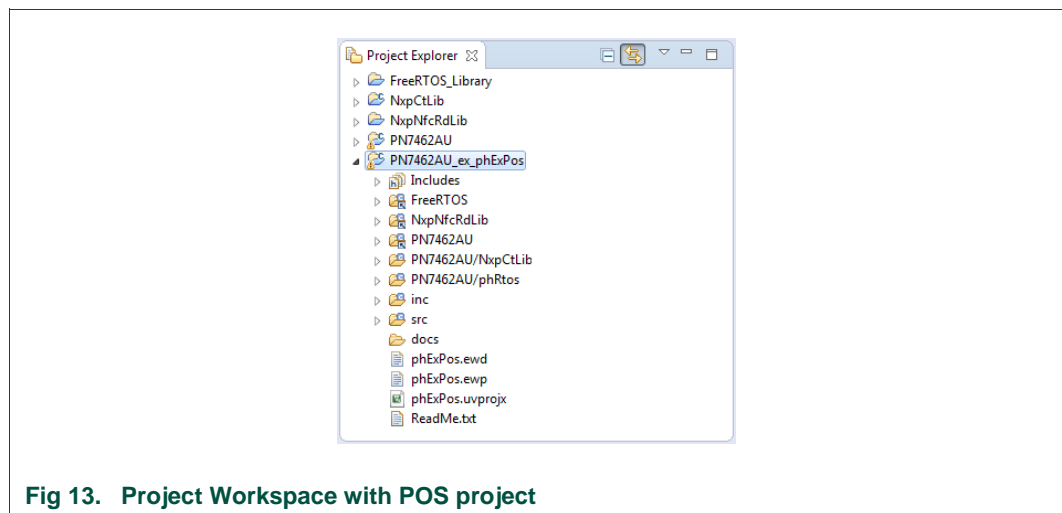 Project Explorer
FreeRTOS_Library
NxpCtLib
NxpNfcRdLib
PN7462AU
PN7462AU_ex_phExPos
Includes
FreeRTOS
NxpNfcRdLib
PN7462AU
PN7462AU/NxpCtLib
PN7462AU/phRtos
inc
src
docs
phExPos.ewd
phExPos.ewp
phExPos.uvprojx
ReadMe.txt
Fig 13. Project Workspace with POS project